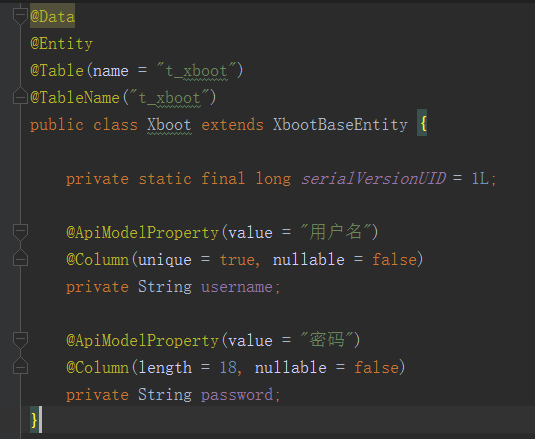 @Data
@Entity
@Table(name = "t_xboot")
@TableName("t_xboot")
public class Xboot extends XbootBaseEntity {
private static final long serialVersionUID = 1L;
@ApiModelProperty(value = "用户名")
@Column(unique = true, nullable = false)
private String username;
@ApiModelProperty(value = "密码")
@Column(length = 18, nullable = false)
private String password;
}